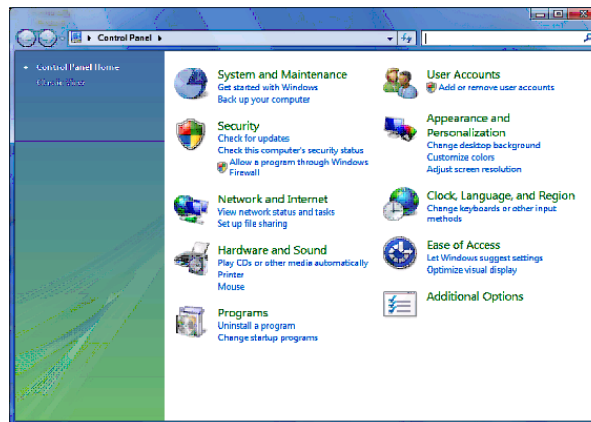 Control Panel
Control Panel Home
Classic View
System and Maintenance
Get started with Windows
Back up your computer
Security
Check for updates
Check this computer's security status
Allow a program through Windows
Firewall
Network and Internet
View network status and tasks
Set up file sharing
Hardware and Sound
Play CDs or other media automatically
Printer
Mouse
Programs
Uninstall a program
Change startup programs
User Accounts
Add or remove user accounts
Appearance and
Personalization
Change desktop background
Customize colors
Adjust screen resolution
Clock, Language, and Region
Change keyboards or other input
methods
Ease of Access
Let Windows suggest settings
Optimize visual display
Additional Options